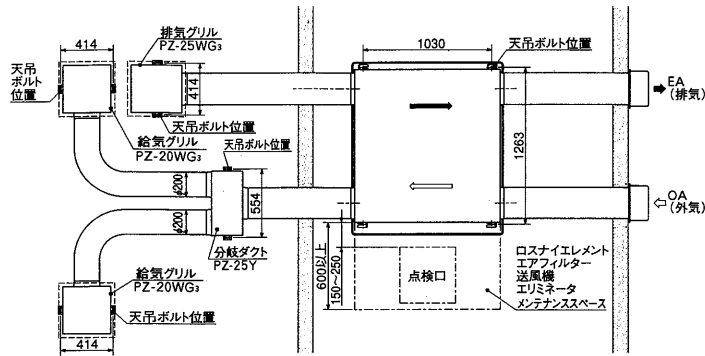 414
排気グリル
PZ-25WG₃
1030
天吊ボルト位置
天吊
ボルト
位置
414
EA
(排気)
天吊ボルト位置
給気グリル
PZ-20WG₃
天吊ボルト位置
1263
φ200
554
φ200
OA
(外気)
分岐ダクト
PZ-25Y
600以上
150〜250
点検口
ロスナイエレメント
エアフィルター
送風機
エリミネータ
メンテナンススペース
給気グリル
PZ-20WG₃
天吊ボルト位置
414